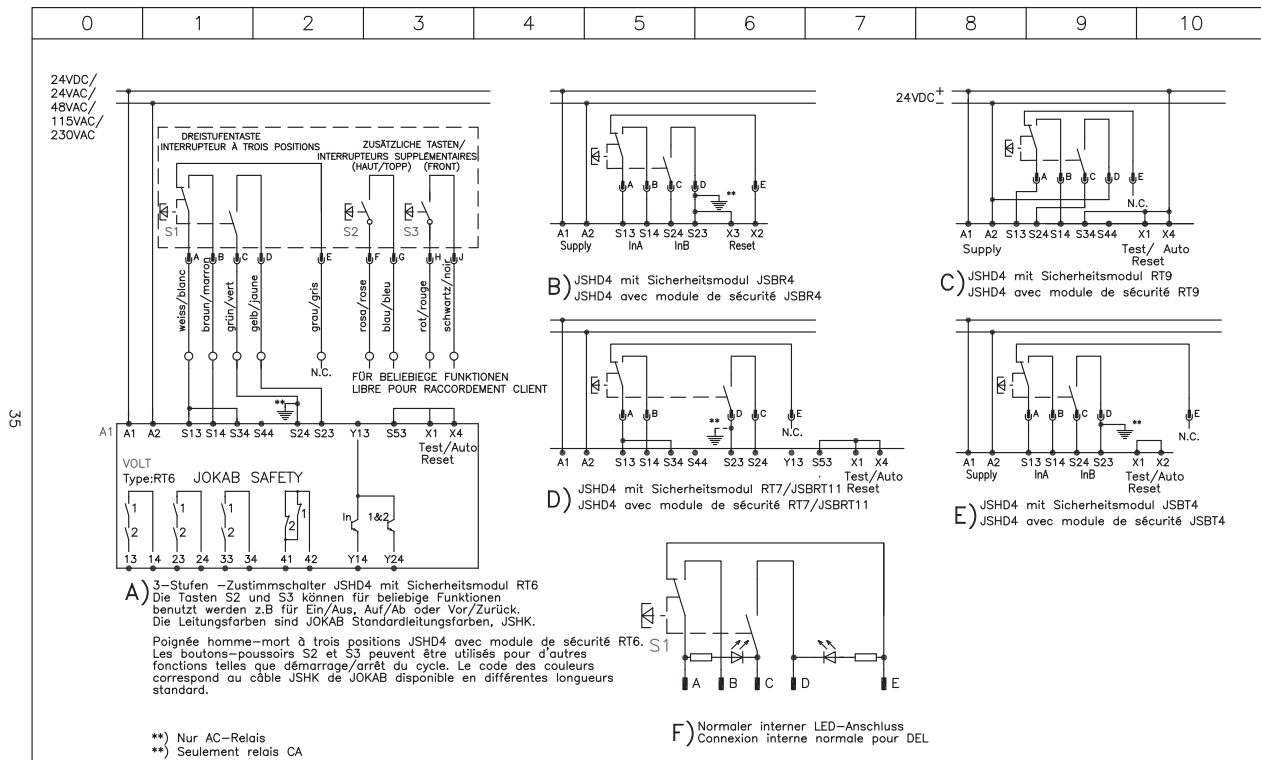 0 1 2 3 4 5 6 7 8 9 10
35
24VDC/
24VAC/
48VAC/
115VAC/
230VAC
DREISTUFENTASTE
INTERRUPTEUR À TROIS POSITIONS
ZUSÄTZLICHE TASTEN/
INTERRUPTEURS SUPPLÉMENTAIRES
(HAUT/TOPP) (FRONT)
S1 S2 S3
A B C D E F G H J
weiss/blanc
braun/marron
grün/vert
gelb/jaune
grau/gris
rosa/rose
blau/bleu
rot/rouge
schwartz/noir
N.C.
FÜR BELIEBIEGE FUNKTIONEN
LIBRE POUR RACCORDEMENT CLIENT
**
A1
A1 A2 S13 S14 S34 S44 S24 S23 Y13 S53 X1 X4
Test/Auto
Reset
VOLT
Type:RT6 JOKAB SAFETY
1 1 1 1 In 1&2
2 2 2 2
13 14 23 24 33 34 41 42 Y14 Y24
A) 3-Stufen -Zustimmschalter JSHD4 mit Sicherheitsmodul RT6
Die Tasten S2 und S3 können für beliebige Funktionen
benutzt werden z.B für Ein/Aus, Auf/Ab oder Vor/Zurück.
Die Leitungsfarben sind JOKAB Standardleitungsfarben, JSHK.
Poignée homme-mort à trois positions JSHD4 avec module de sécurité RT6.
Les boutons-poussoirs S2 et S3 peuvent être utilisés pour d'autres
fonctions telles que démarrage/arrêt du cycle. Le code des couleurs
correspond au câble JSHK de JOKAB disponible en différentes longueurs
standard.
**) Nur AC-Relais
**) Seulement relais CA
A B C D E
**
A1 A2 S13 S14 S24 S23 X3 X2
Supply InA InB Reset
B) JSHD4 mit Sicherheitsmodul JSBR4
JSHD4 avec module de sécurité JSBR4
24VDC + -
A B C D E
N.C.
A1 A2 S13 S24 S14 S34 S44 X1 X4
Supply Test/ Auto
Reset
C) JSHD4 mit Sicherheitsmodul RT9
JSHD4 avec module de sécurité RT9
A B D C E
** N.C.
A1 A2 S13 S14 S34 S44 S23 S24 Y13 S53 X1 X4
Test/Auto
Reset
D) JSHD4 mit Sicherheitsmodul RT7/JSBRT11
JSHD4 avec module de sécurité RT7/JSBRT11
A B C D E
** N.C.
A1 A2 S13 S14 S24 S23 X1 X2
Supply InA InB Test/Auto
Reset
E) JSHD4 mit Sicherheitsmodul JSBT4
JSHD4 avec module de sécurité JSBT4
S1
A B C D E
F) Normaler interner LED-Anschluss
Connexion interne normale pour DEL